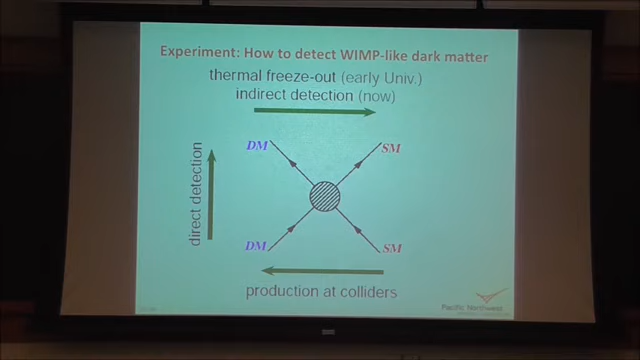 Experiment: How to detect WIMP-like dark matter
thermal freeze-out (early Univ.)
indirect detection (now)
DM
SM
direct detection
DM
SM
production at colliders
Pacific Northwest